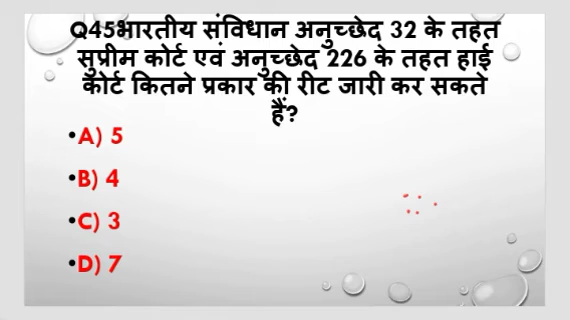 Q45भारतीय संविधान अनुच्छेद 32 के तहत
सुप्रीम कोर्ट एवं अनुच्छेद 226 के तहत हाई
कोर्ट कितने प्रकार की रीट जारी कर सकते
हैं?
•A) 5
•B) 4
•C) 3
•D) 7